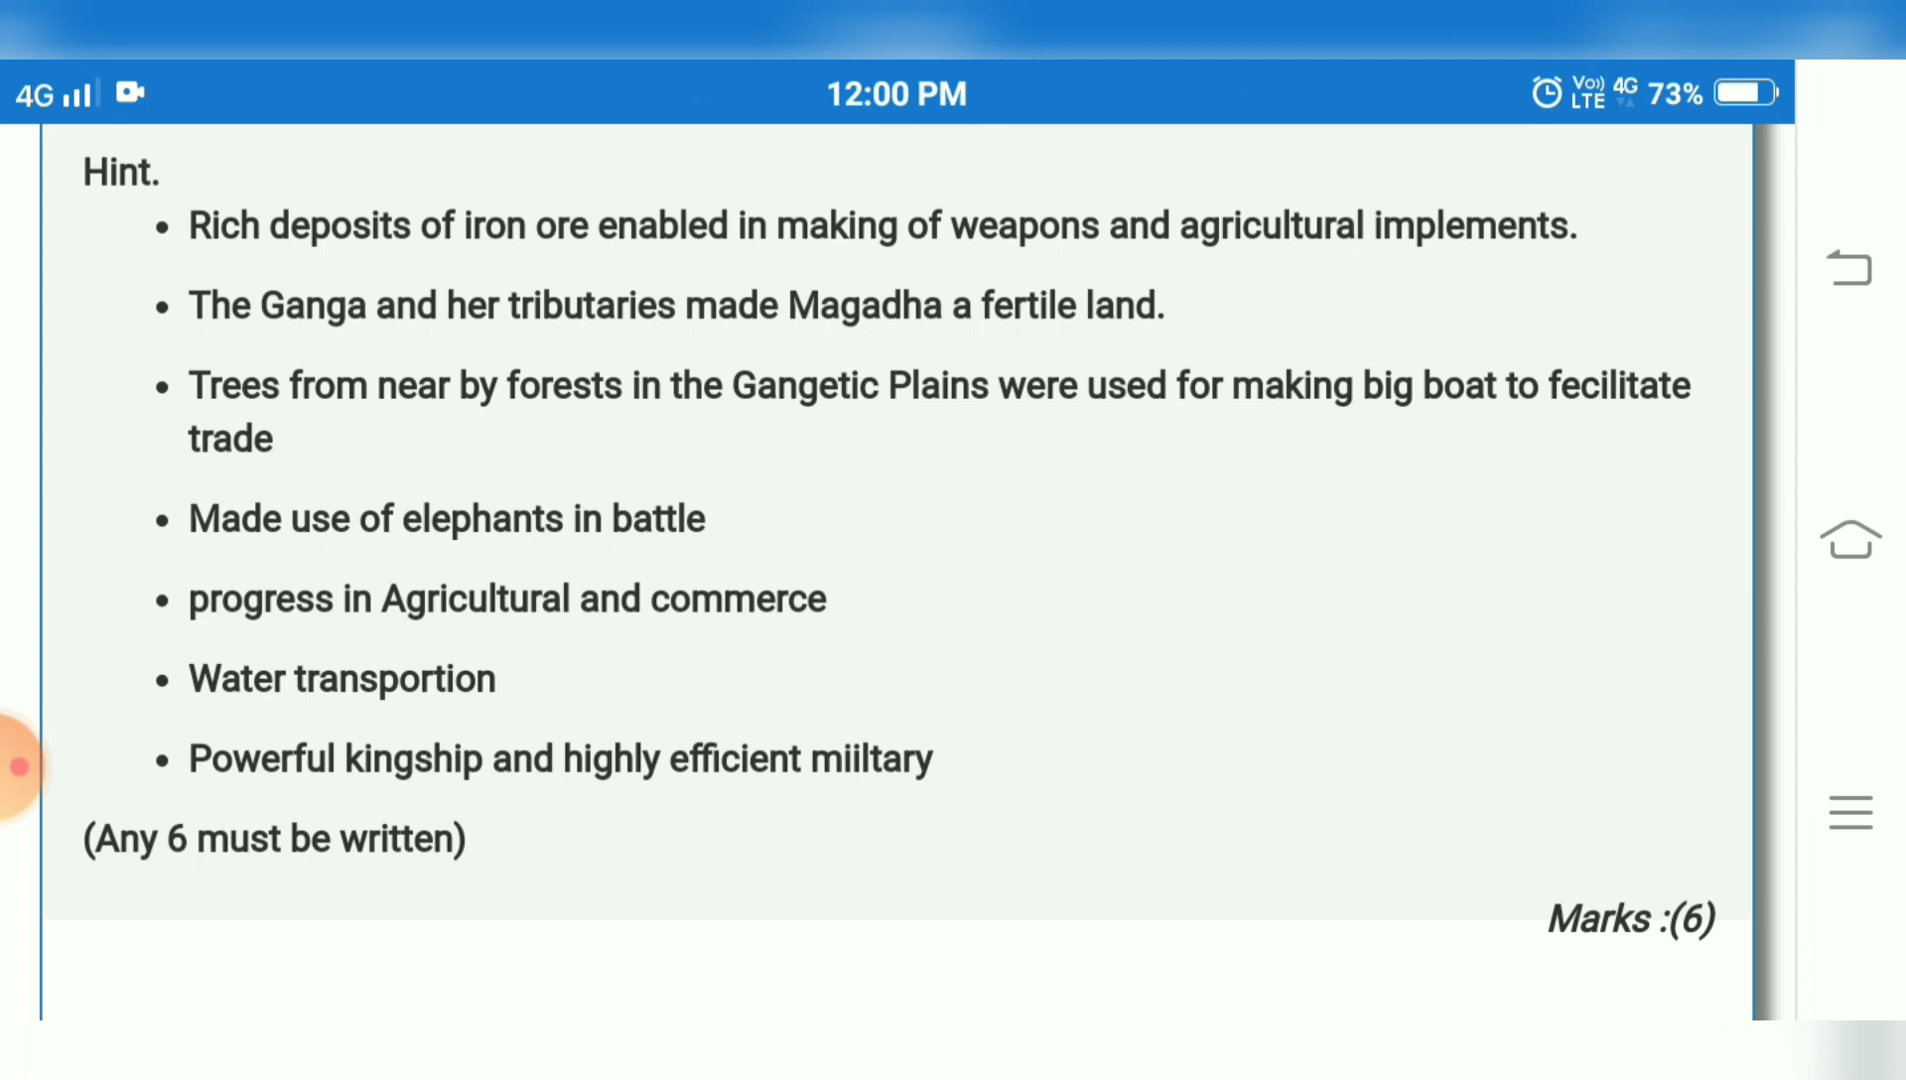 4G 12:00 PM Vo)) LTE 4G 73%
Hint.
• Rich deposits of iron ore enabled in making of weapons and agricultural implements.
• The Ganga and her tributaries made Magadha a fertile land.
• Trees from near by forests in the Gangetic Plains were used for making big boat to fecilitate
trade
• Made use of elephants in battle
• progress in Agricultural and commerce
• Water transportion
• Powerful kingship and highly efficient miiltary
(Any 6 must be written)
Marks :(6)